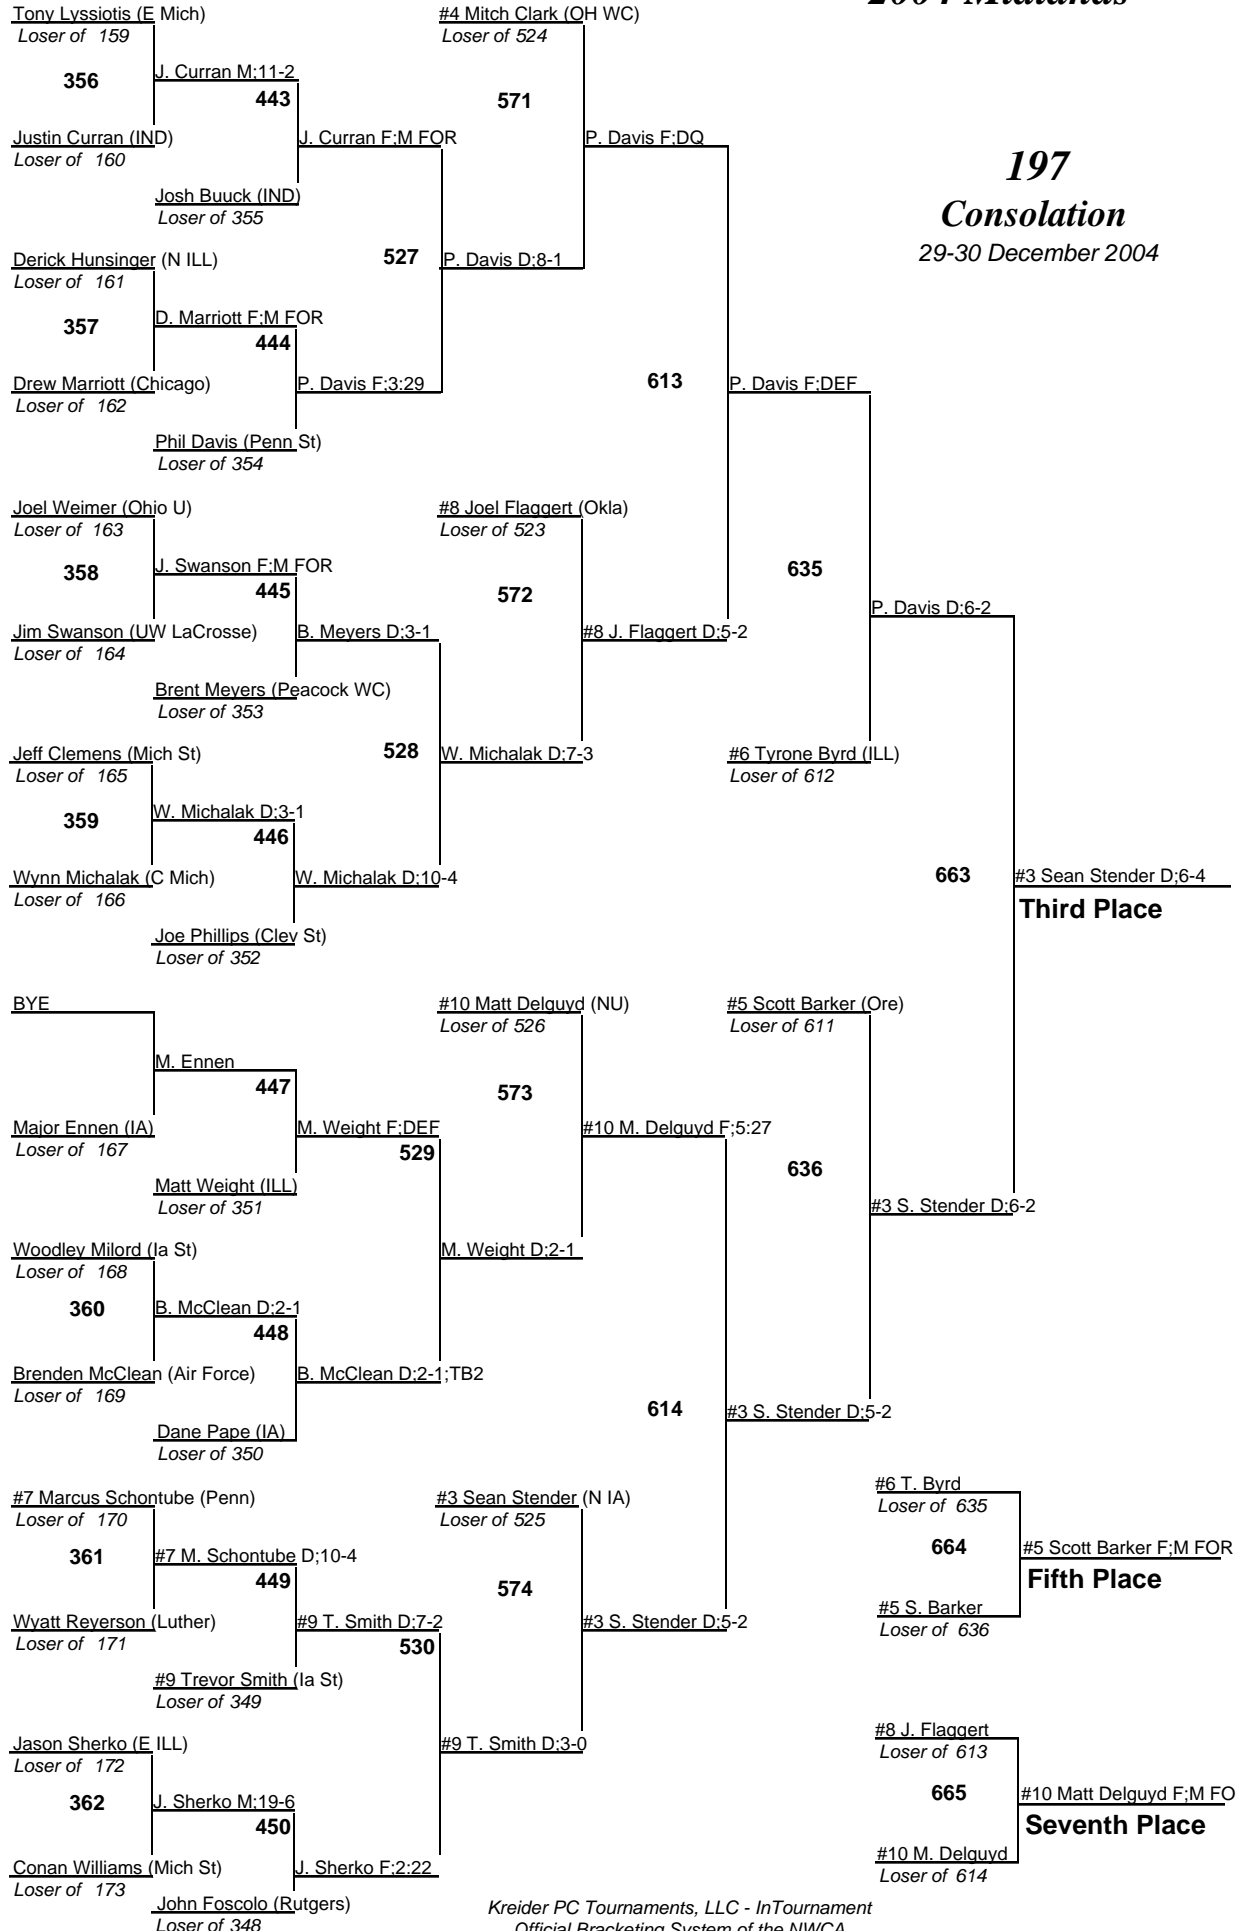 2004 Midlands
197
Consolation
29-30 December 2004
Tony Lyssiotis (E Mich)
Loser of 159
356
J. Curran M;11-2
443
Justin Curran (IND)
Loser of 160
J. Curran F;M FOR
Josh Buuck (IND)
Loser of 355
Derick Hunsinger (N ILL)
Loser of 161
527
P. Davis D;8-1
357
D. Marriott F;M FOR
444
Drew Marriott (Chicago)
Loser of 162
P. Davis F;3:29
Phil Davis (Penn St)
Loser of 354
#4 Mitch Clark (OH WC)
Loser of 524
571
P. Davis F;DQ
613
P. Davis F;DEF
Joel Weimer (Ohio U)
Loser of 163
358
J. Swanson F;M FOR
445
Jim Swanson (UW LaCrosse)
Loser of 164
B. Meyers D;3-1
Brent Meyers (Peacock WC)
Loser of 353
Jeff Clemens (Mich St)
Loser of 165
528
W. Michalak D;7-3
359
W. Michalak D;3-1
446
Wynn Michalak (C Mich)
Loser of 166
W. Michalak D;10-4
Joe Phillips (Clev St)
Loser of 352
#8 Joel Flaggert (Okla)
Loser of 523
572
#8 J. Flaggert D;5-2
635
P. Davis D;6-2
#6 Tyrone Byrd (ILL)
Loser of 612
663
#3 Sean Stender D;6-4
Third Place
BYE
M. Ennen
447
Major Ennen (IA)
Loser of 167
M. Weight F;DEF
529
Matt Weight (ILL)
Loser of 351
Woodley Milord (Ia St)
Loser of 168
M. Weight D;2-1
360
B. McClean D;2-1
448
Brenden McClean (Air Force)
Loser of 169
B. McClean D;2-1;TB2
Dane Pape (IA)
Loser of 350
#10 Matt Delguyd (NU)
Loser of 526
573
#10 M. Delguyd F;5:27
#5 Scott Barker (Ore)
Loser of 611
636
#3 S. Stender D;6-2
614
#3 S. Stender D;5-2
#7 Marcus Schontube (Penn)
Loser of 170
361
#7 M. Schontube D;10-4
449
Wyatt Reyerson (Luther)
Loser of 171
#9 T. Smith D;7-2
530
#9 Trevor Smith (Ia St)
Loser of 349
#3 Sean Stender (N IA)
Loser of 525
574
#3 S. Stender D;5-2
Jason Sherko (E ILL)
Loser of 172
#9 T. Smith D;3-0
362
J. Sherko M;19-6
450
Conan Williams (Mich St)
Loser of 173
J. Sherko F;2:22
John Foscolo (Rutgers)
Loser of 348
#6 T. Byrd
Loser of 635
664
#5 Scott Barker F;M FOR
Fifth Place
#5 S. Barker
Loser of 636
#8 J. Flaggert
Loser of 613
665
#10 Matt Delguyd F;M FO
Seventh Place
#10 M. Delguyd
Loser of 614
Kreider PC Tournaments, LLC - InTournament
Official Bracketing System of the NWCA